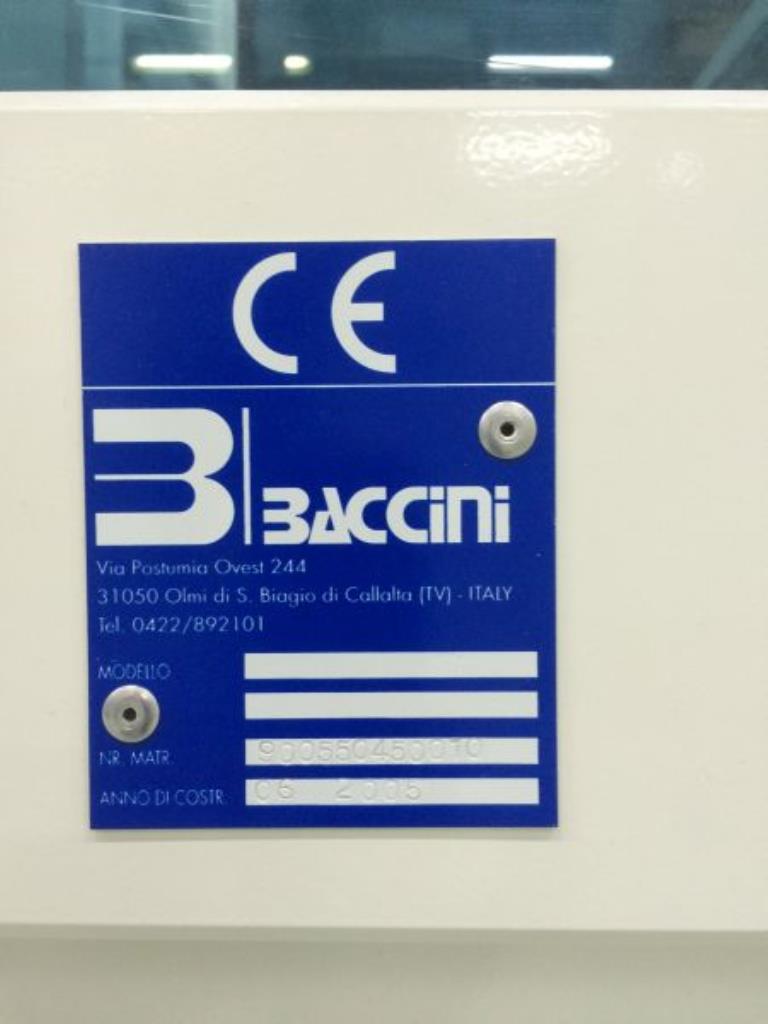 CE
B BACCINI
Via Postumia Ovest 244
31050 Olmi di S. Biagio di Callalta (TV) - ITALY
Tel. 0422/892101
MODELLO
NR. MATR. 900550450010
ANNO DI COSTR. 06 2005